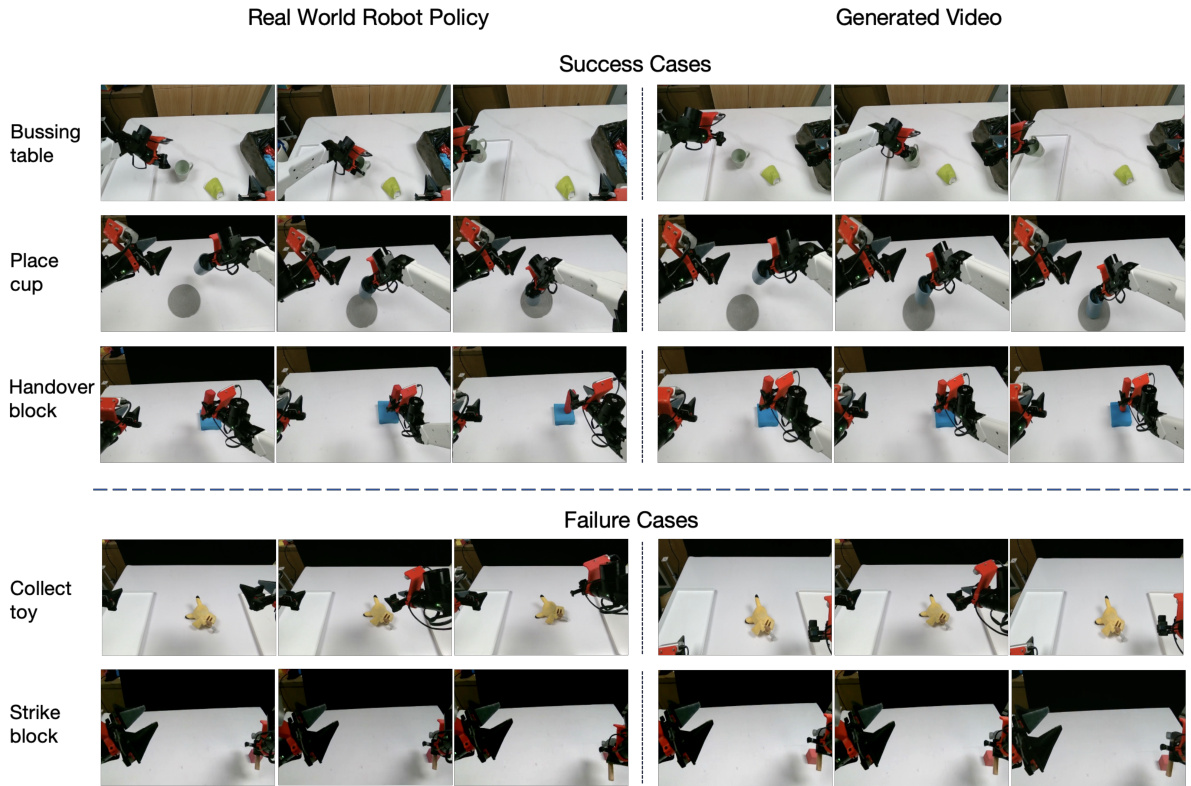 Real World Robot Policy
Generated Video
Success Cases
Bussing
table
Place
cup
Handover
block
Failure Cases
Collect
toy
Strike
block